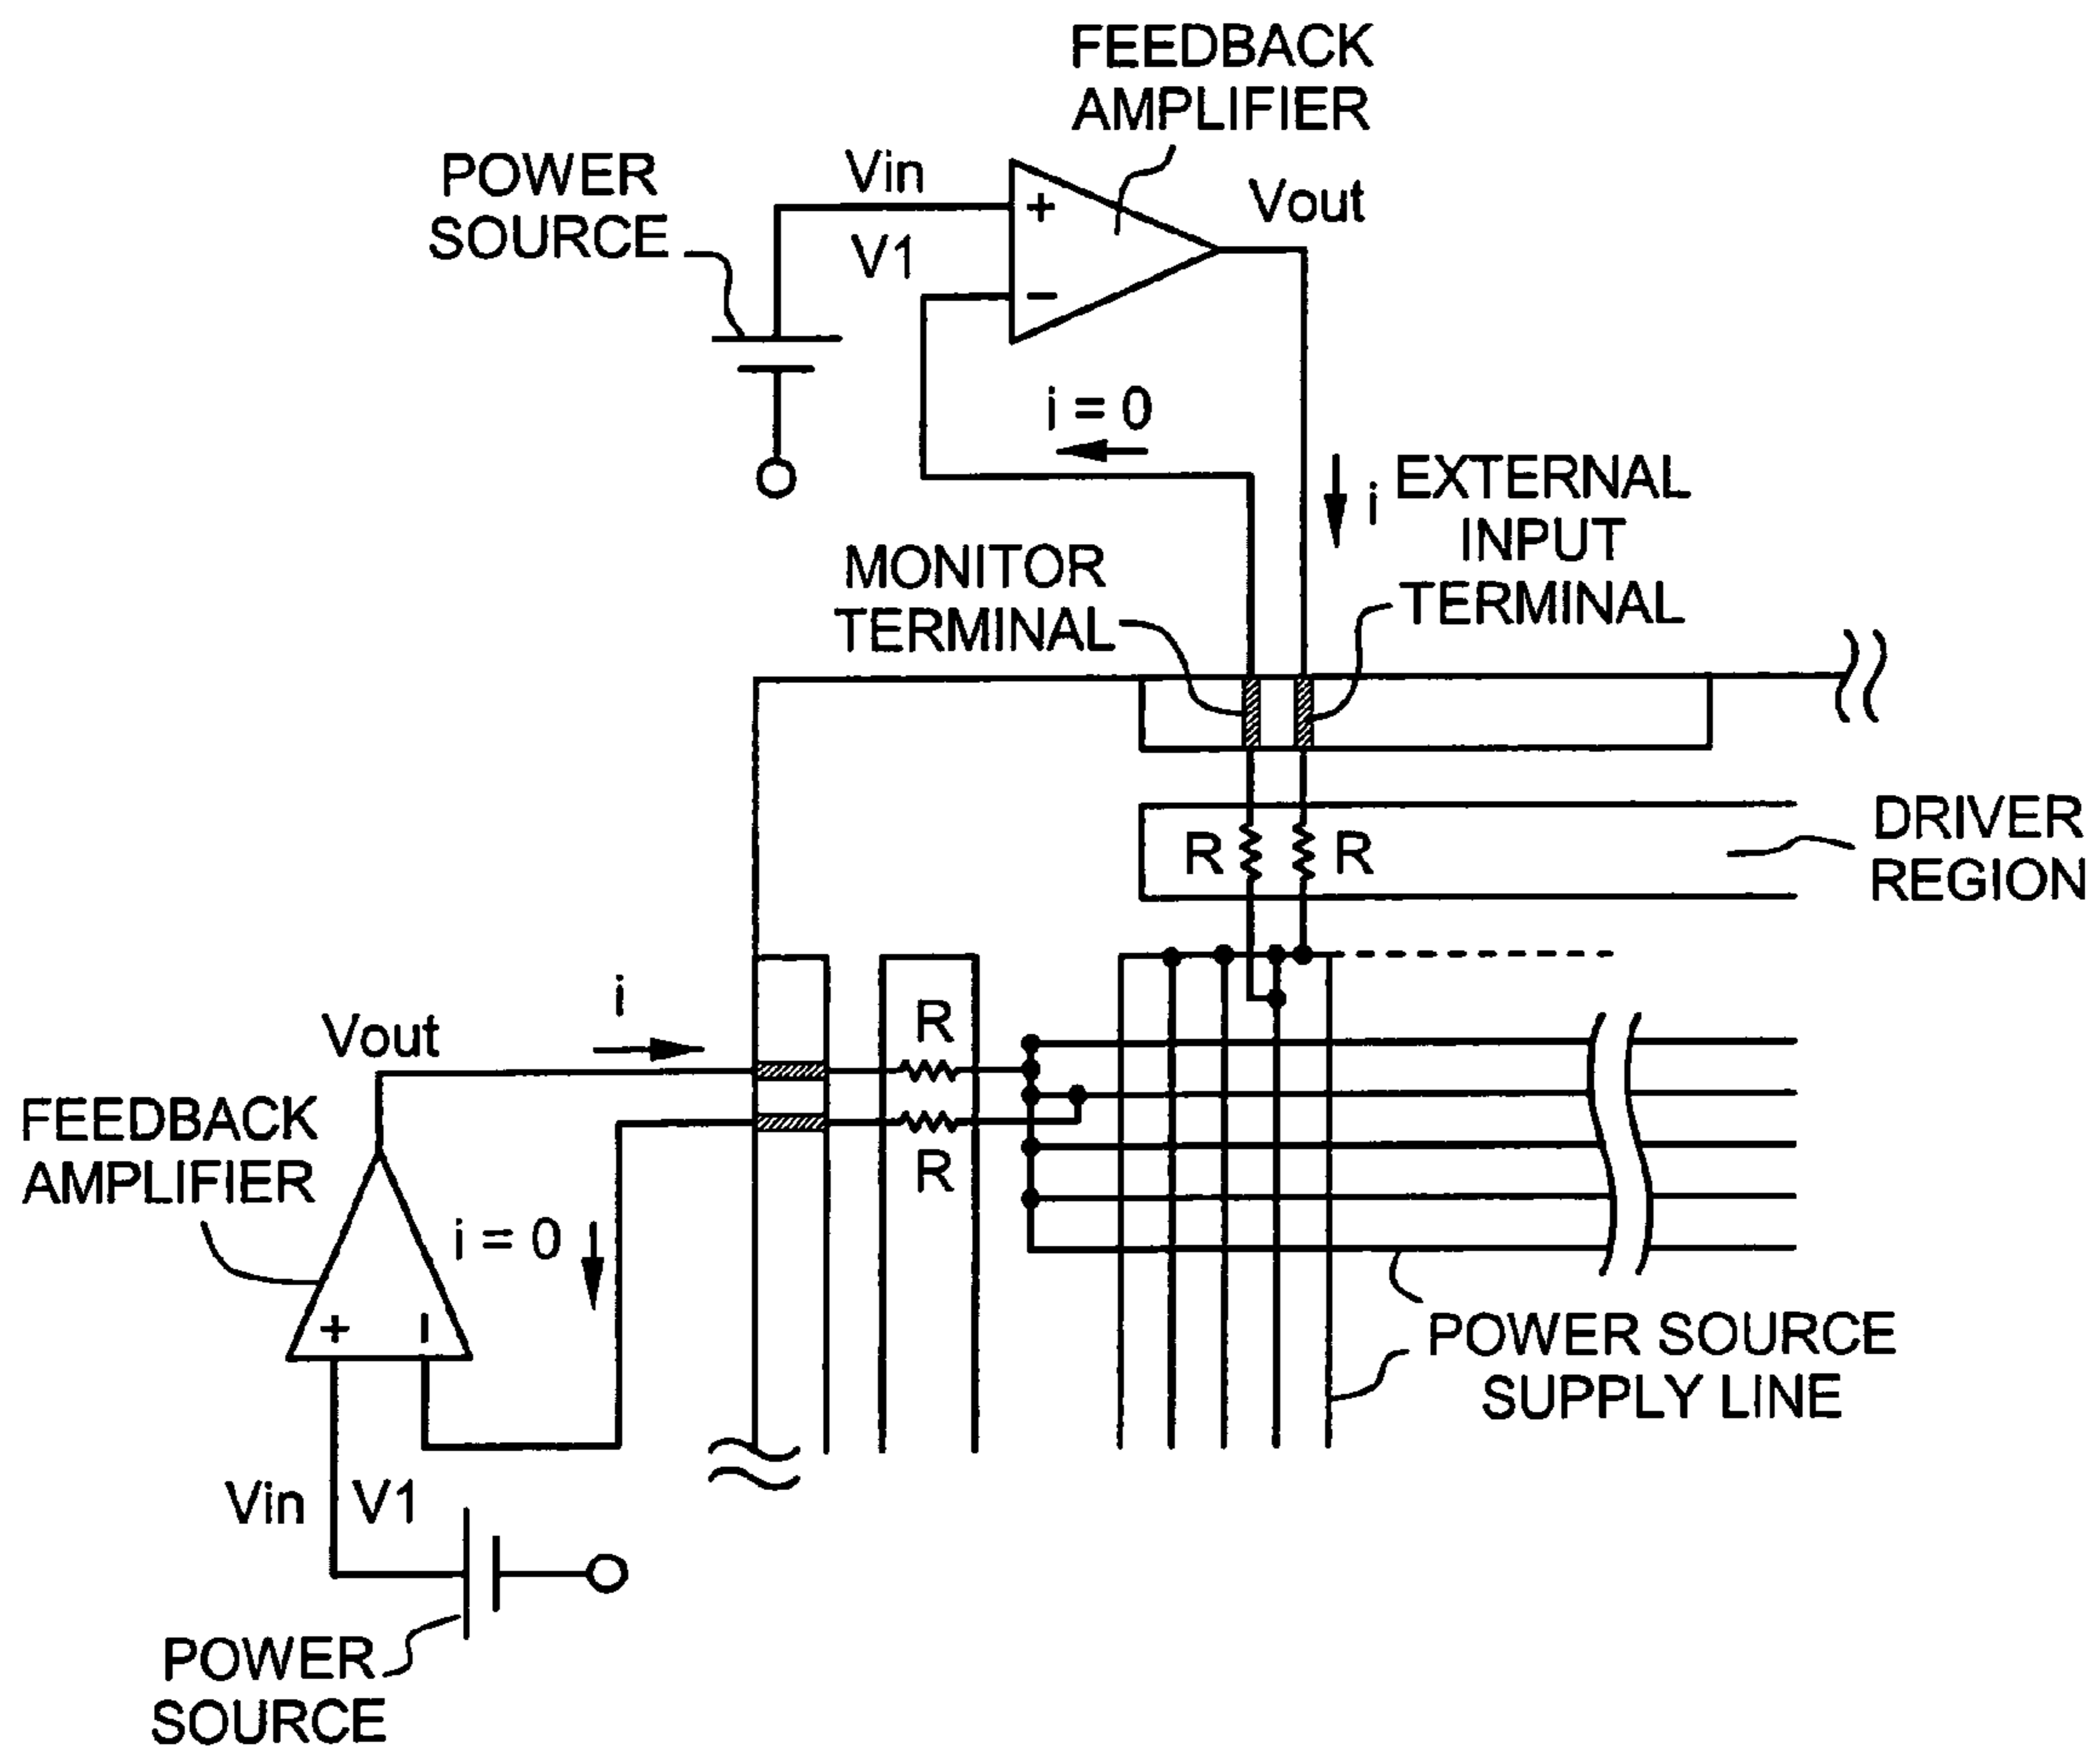 FEEDBACK
AMPLIFIER
POWER
SOURCE
Vin
V1
+
−
Vout
i = 0
i
EXTERNAL
INPUT
TERMINAL
MONITOR
TERMINAL
R
R
DRIVER
REGION
i
Vout
R
R
FEEDBACK
AMPLIFIER
i = 0
+
−
POWER SOURCE
SUPPLY LINE
Vin
V1
POWER
SOURCE